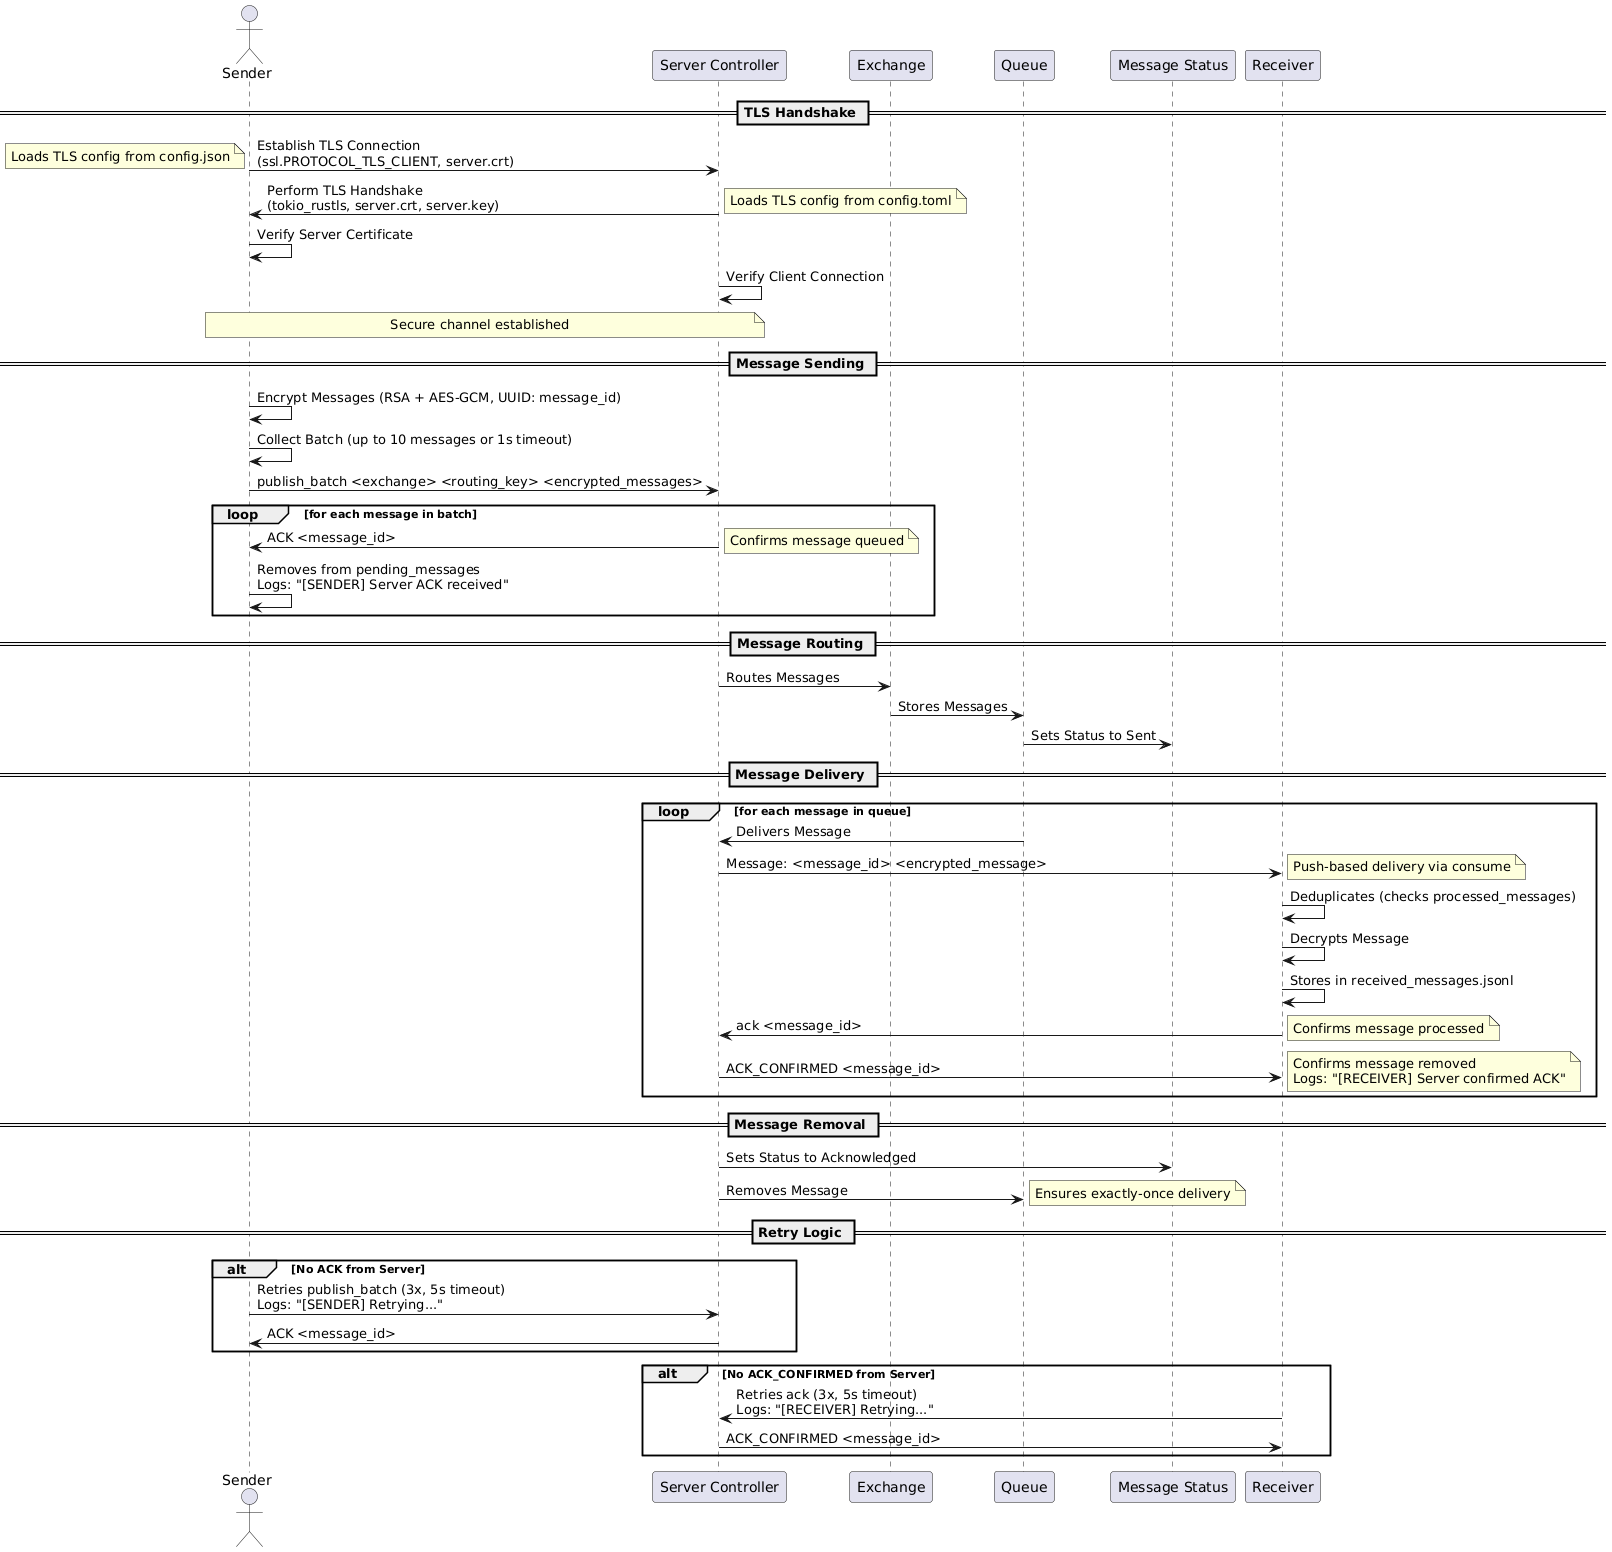 Sender
Server Controller
Exchange
Queue
Message Status
Receiver
TLS Handshake
Loads TLS config from config.json
Establish TLS Connection
(ssl.PROTOCOL_TLS_CLIENT, server.crt)
Perform TLS Handshake
(tokio_rustls, server.crt, server.key)
Loads TLS config from config.toml
Verify Server Certificate
Verify Client Connection
Secure channel established
Message Sending
Encrypt Messages (RSA + AES-GCM, UUID: message_id)
Collect Batch (up to 10 messages or 1s timeout)
publish_batch <exchange> <routing_key> <encrypted_messages>
loop
[for each message in batch]
ACK <message_id>
Confirms message queued
Removes from pending_messages
Logs: "[SENDER] Server ACK received"
Message Routing
Routes Messages
Stores Messages
Sets Status to Sent
Message Delivery
loop
[for each message in queue]
Delivers Message
Message: <message_id> <encrypted_message>
Push-based delivery via consume
Deduplicates (checks processed_messages)
Decrypts Message
Stores in received_messages.jsonl
ack <message_id>
Confirms message processed
ACK_CONFIRMED <message_id>
Confirms message removed
Logs: "[RECEIVER] Server confirmed ACK"
Message Removal
Sets Status to Acknowledged
Removes Message
Ensures exactly-once delivery
Retry Logic
alt
[No ACK from Server]
Retries publish_batch (3x, 5s timeout)
Logs: "[SENDER] Retrying..."
ACK <message_id>
alt
[No ACK_CONFIRMED from Server]
Retries ack (3x, 5s timeout)
Logs: "[RECEIVER] Retrying..."
ACK_CONFIRMED <message_id>
Sender
Server Controller
Exchange
Queue
Message Status
Receiver